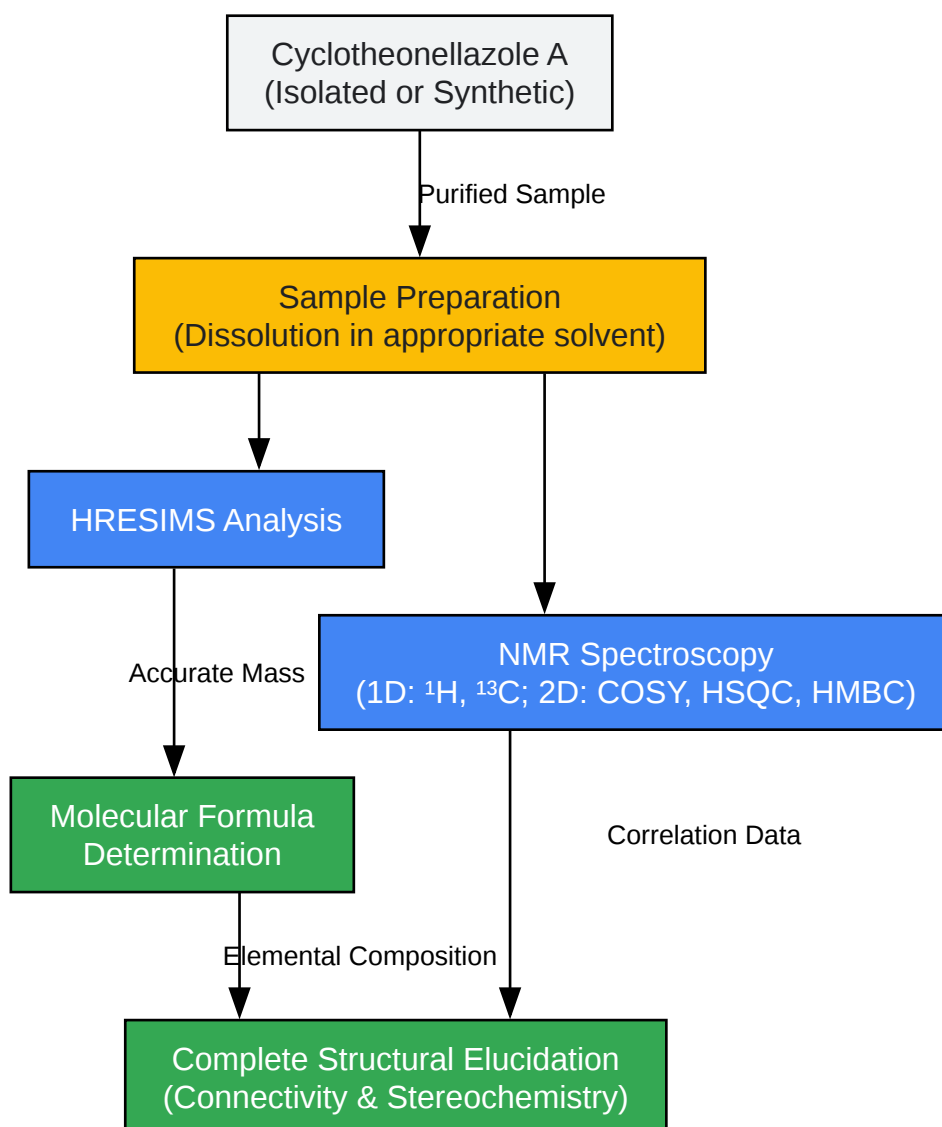 Cyclotheonellazole A
(Isolated or Synthetic)
Purified Sample
Sample Preparation
(Dissolution in appropriate solvent)
HRESIMS Analysis
NMR Spectroscopy
(1D: ¹H, ¹³C; 2D: COSY, HSQC, HMBC)
Accurate Mass
Molecular Formula
Determination
Correlation Data
Elemental Composition
Complete Structural Elucidation
(Connectivity & Stereochemistry)